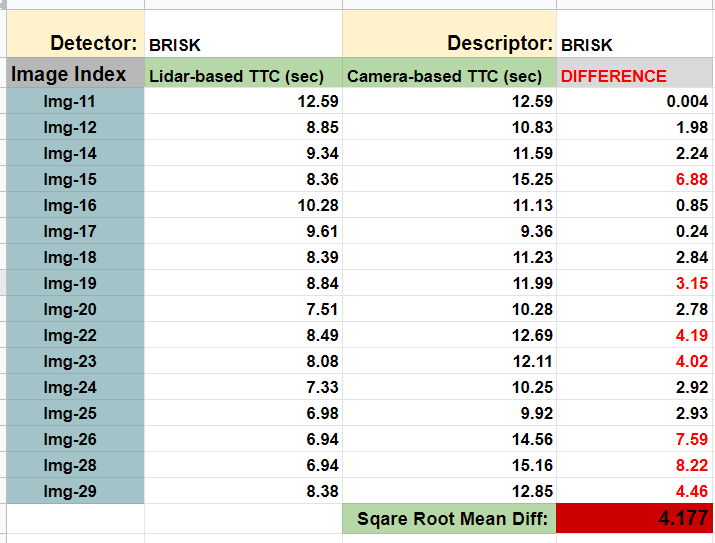 Detector: BRISK Descriptor: BRISK
Image Index Lidar-based TTC (sec) Camera-based TTC (sec) DIFFERENCE
Img-11 12.59 12.59 0.004
Img-12 8.85 10.83 1.98
Img-14 9.34 11.59 2.24
Img-15 8.36 15.25 6.88
Img-16 10.28 11.13 0.85
Img-17 9.61 9.36 0.24
Img-18 8.39 11.23 2.84
Img-19 8.84 11.99 3.15
Img-20 7.51 10.28 2.78
Img-22 8.49 12.69 4.19
Img-23 8.08 12.11 4.02
Img-24 7.33 10.25 2.92
Img-25 6.98 9.92 2.93
Img-26 6.94 14.56 7.59
Img-28 6.94 15.16 8.22
Img-29 8.38 12.85 4.46
Sqare Root Mean Diff: 4.177